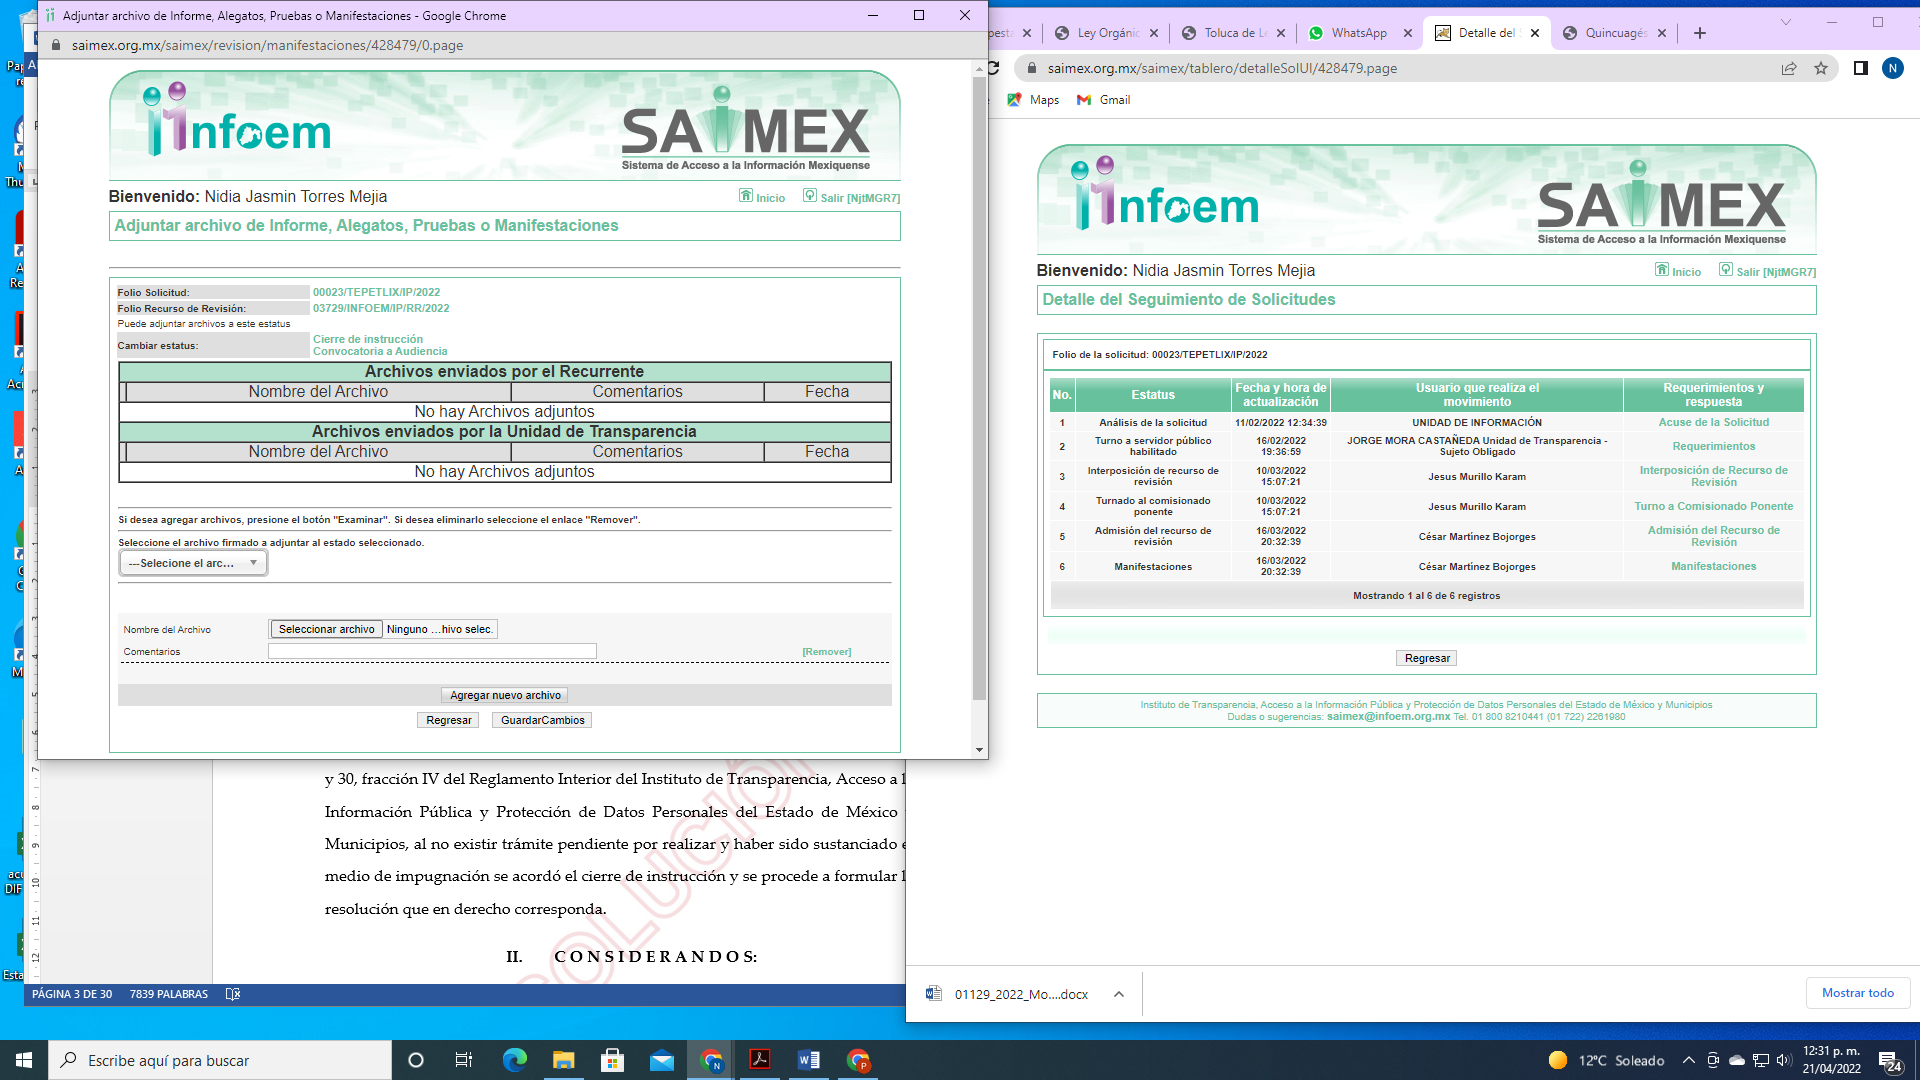 Adjuntar archivo de Informe, Alegatos, Pruebas o Manifestaciones - Google Chrome
saimex.org.mx/saimex/revision/manifestaciones/428479/0.page
infoem
SAIMEX
Sistema de Acceso a la Información Mexiquense
Bienvenido: Nidia Jasmin Torres Mejia
Inicio
Salir [NjtMGR7]
Adjuntar archivo de Informe, Alegatos, Pruebas o Manifestaciones
Folio Solicitud: 00023/TEPETLIX/IP/2022
Folio Recurso de Revisión: 03729/INFOEM/IP/RR/2022
Puede adjuntar archivos a este estatus
Cambiar estatus: Cierre de instrucción
Convocatoria a Audiencia
Archivos enviados por el Recurrente
Nombre del Archivo Comentarios Fecha
No hay Archivos adjuntos
Archivos enviados por la Unidad de Transparencia
Nombre del Archivo Comentarios Fecha
No hay Archivos adjuntos
Si desea agregar archivos, presione el botón "Examinar". Si desea eliminarlo seleccione el enlace "Remover".
Seleccione el archivo firmado a adjuntar al estado seleccionado.
---Selecione el arc...
Nombre del Archivo Seleccionar archivo Ninguno ...hivo selec.
Comentarios [Remover]
Agregar nuevo archivo
Regresar GuardarCambios
y 30, fracción IV del Reglamento Interior del Instituto de Transparencia, Acceso a l
Información Pública y Protección de Datos Personales del Estado de México
Municipios, al no existir trámite pendiente por realizar y haber sido sustanciado e
medio de impugnación se acordó el cierre de instrucción y se procede a formular l
resolución que en derecho corresponda.
II. CONSIDERANDOS:
PÁGINA 3 DE 30 7839 PALABRAS
Ley Orgánic
Toluca de Le
WhatsApp
Detalle del S
Quincuagés
saimex.org.mx/saimex/tablero/detalleSolUI/428479.page
N
Maps
Gmail
infoem
SAIMEX
Sistema de Acceso a la Información Mexiquense
Bienvenido: Nidia Jasmin Torres Mejia
Inicio
Salir [NjtMGR7]
Detalle del Seguimiento de Solicitudes
Folio de la solicitud: 00023/TEPETLIX/IP/2022
No. Estatus Fecha y hora de actualización Usuario que realiza el movimiento Requerimientos y respuesta
1 Análisis de la solicitud 11/02/2022 12:34:39 UNIDAD DE INFORMACIÓN Acuse de la Solicitud
2 Turno a servidor público habilitado 16/02/2022 19:36:59 JORGE MORA CASTAÑEDA Unidad de Transparencia - Sujeto Obligado Requerimientos
3 Interposición de recurso de revisión 10/03/2022 15:07:21 Jesus Murillo Karam Interposición de Recurso de Revisión
4 Turnado al comisionado ponente 10/03/2022 15:07:21 Jesus Murillo Karam Turno a Comisionado Ponente
5 Admisión del recurso de revisión 16/03/2022 20:32:39 César Martínez Bojorges Admisión del Recurso de Revisión
6 Manifestaciones 16/03/2022 20:32:39 César Martínez Bojorges Manifestaciones
Mostrando 1 al 6 de 6 registros
Regresar
Instituto de Transparencia, Acceso a la Información Pública y Protección de Datos Personales del Estado de México y Municipios
Dudas o sugerencias: saimex@infoem.org.mx Tel. 01 800 8210441 (01 722) 2261980
01129_2022_Mo....docx
Mostrar todo
Escribe aquí para buscar
12°C Soleado
12:31 p. m.
21/04/2022
24